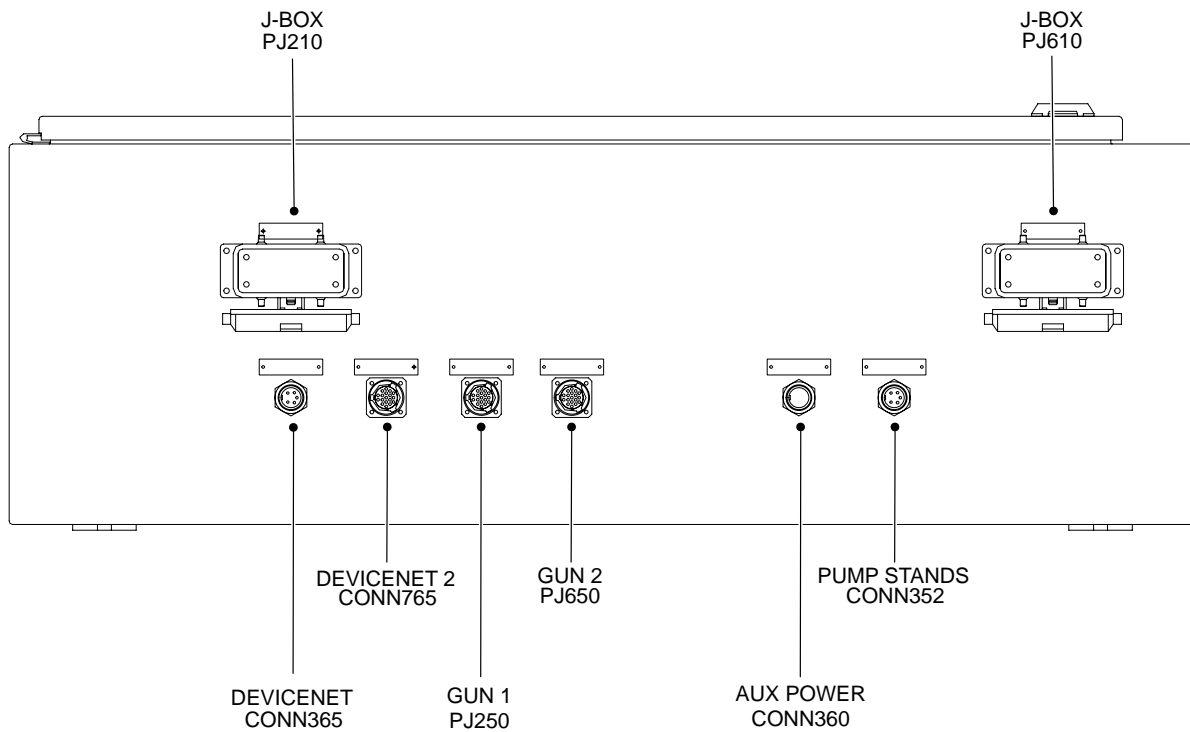 J-BOX
PJ210
J-BOX
PJ610
DEVICENET 2
CONN765
GUN 2
PJ650
PUMP STANDS
CONN352
DEVICENET
CONN365
GUN 1
PJ250
AUX POWER
CONN360